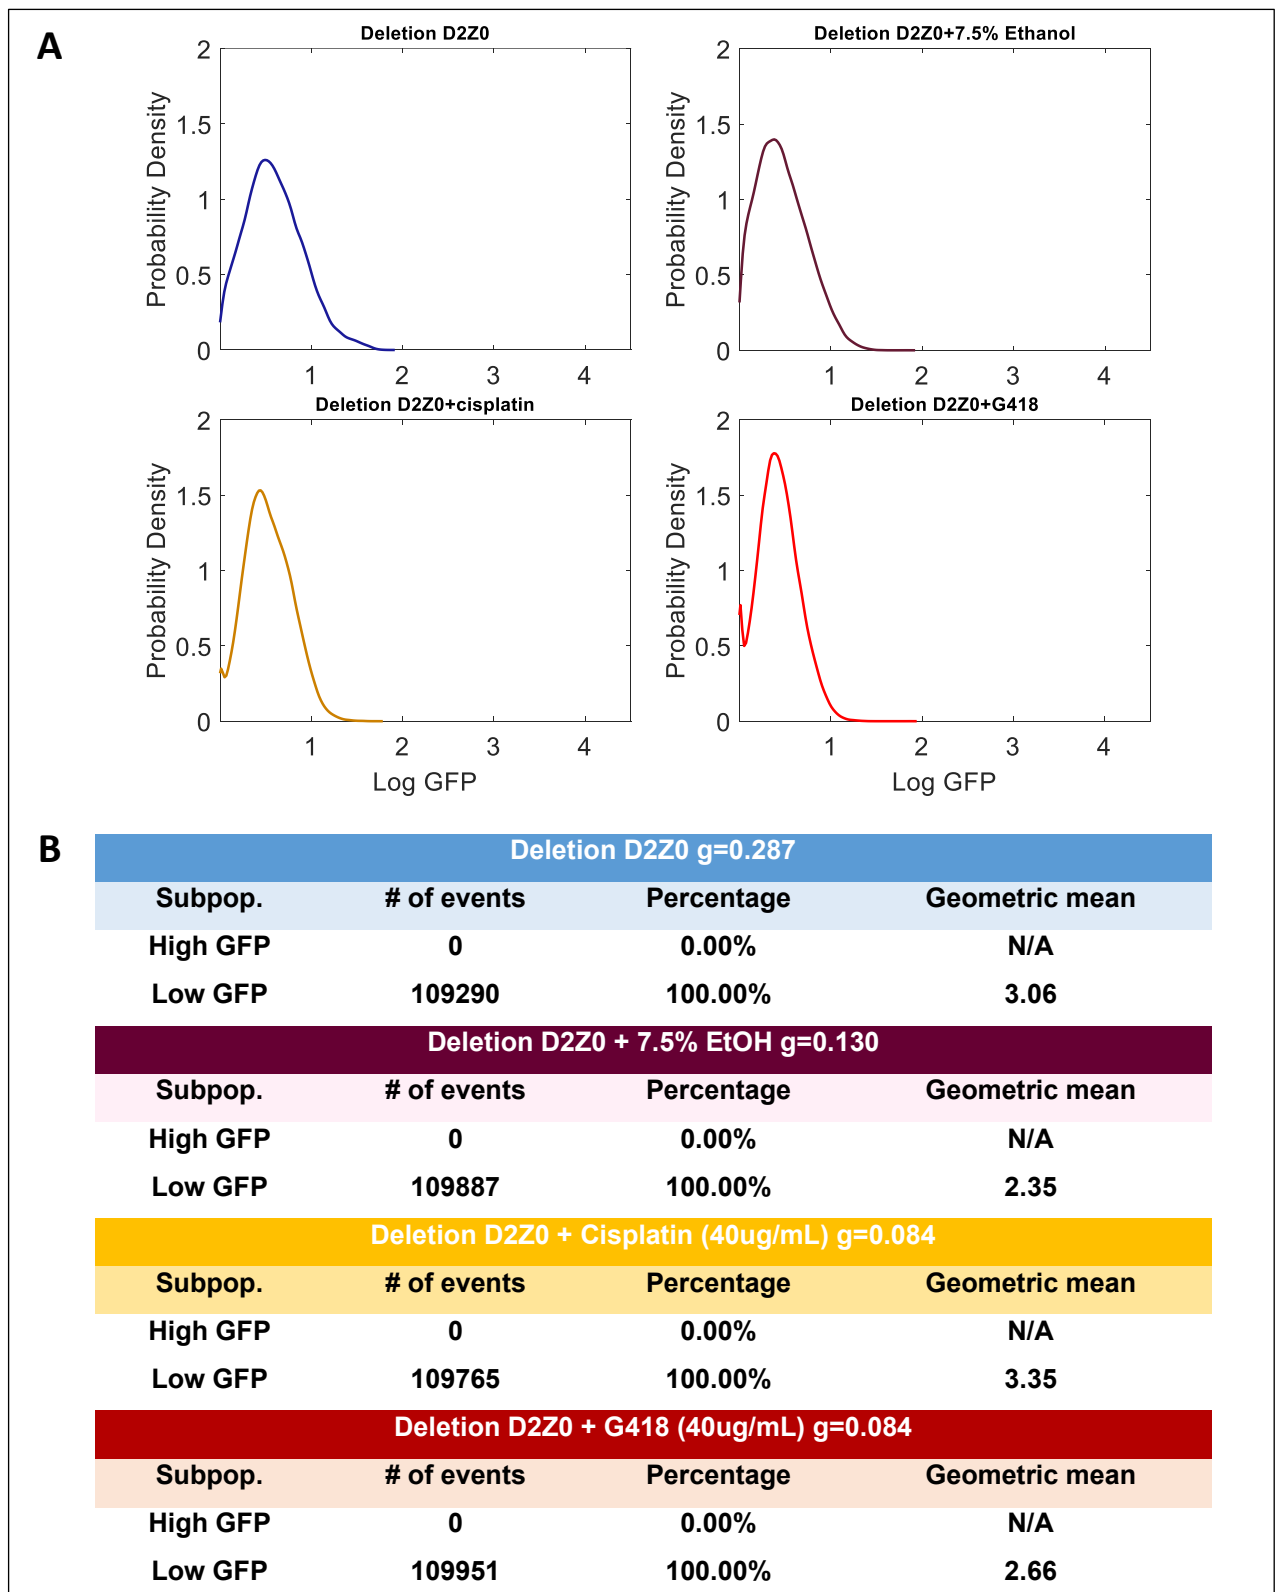 A
Deletion D2Z0
Probability Density
2
1.5
1
0.5
0
1 2 3 4
Deletion D2Z0+7.5% Ethanol
Probability Density
2
1.5
1
0.5
0
1 2 3 4
Deletion D2Z0+cisplatin
Probability Density
2
1.5
1
0.5
0
1 2 3 4
Log GFP
Deletion D2Z0+G418
Probability Density
2
1.5
1
0.5
0
1 2 3 4
Log GFP
B
Deletion D2Z0 g=0.287
Subpop. # of events Percentage Geometric mean
High GFP 0 0.00% N/A
Low GFP 109290 100.00% 3.06
Deletion D2Z0 + 7.5% EtOH g=0.130
Subpop. # of events Percentage Geometric mean
High GFP 0 0.00% N/A
Low GFP 109887 100.00% 2.35
Deletion D2Z0 + Cisplatin (40ug/mL) g=0.084
Subpop. # of events Percentage Geometric mean
High GFP 0 0.00% N/A
Low GFP 109765 100.00% 3.35
Deletion D2Z0 + G418 (40ug/mL) g=0.084
Subpop. # of events Percentage Geometric mean
High GFP 0 0.00% N/A
Low GFP 109951 100.00% 2.66